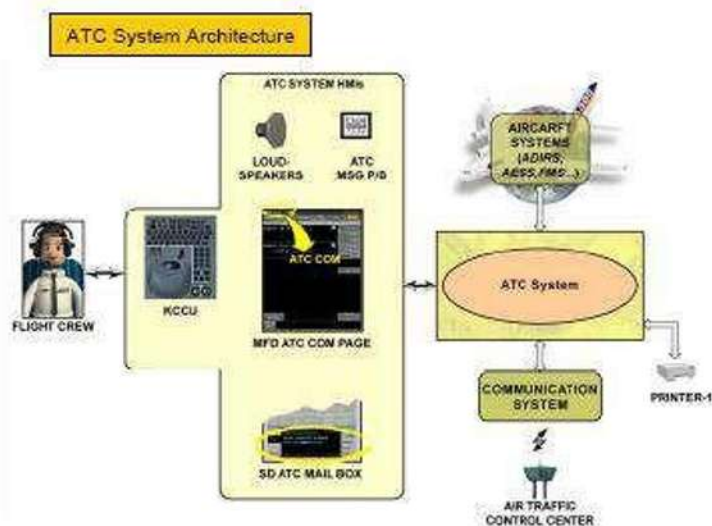 ATC System Architecture
ATC SYSTEM HMIs
LOUD-
SPEAKERS
ATC
MSG P/B
AIRCARFT
SYSTEMS
(ADIRS,
AESS,FMS...)
ATC COM
ATC System
FLIGHT CREW
KCCU
MFD ATC COM PAGE
COMMUNICATION
SYSTEM
PRINTER-1
SD ATC MAIL BOX
AIR TRAFFIC
CONTROL CENTER